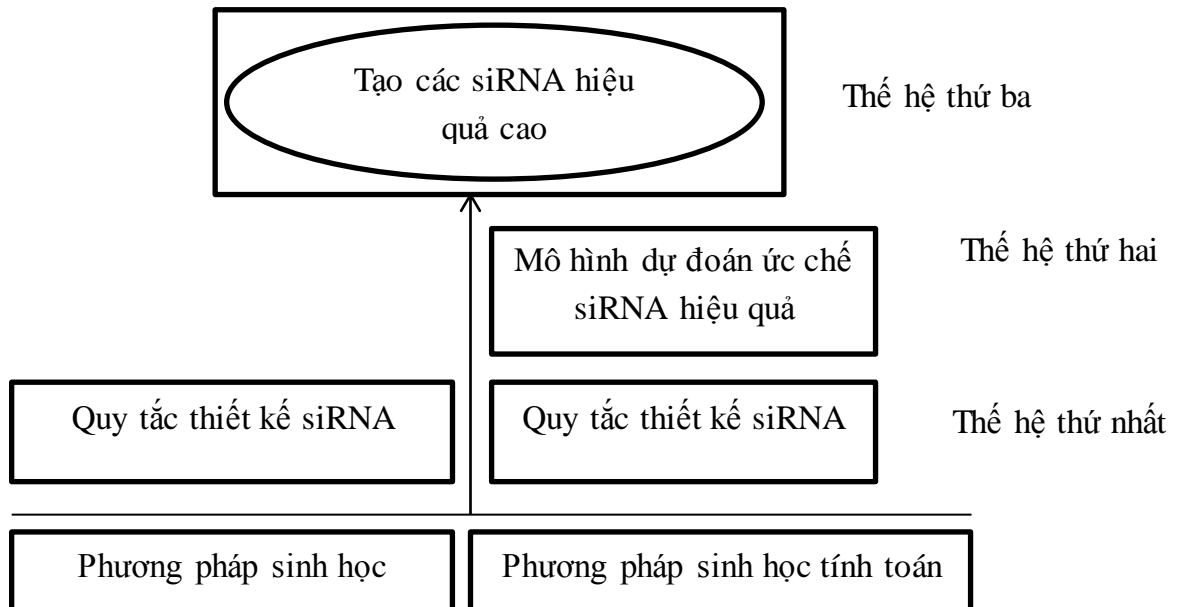 Tạo các siRNA hiệu
quả cao
Thế hệ thứ ba
Mô hình dự đoán ức chế
siRNA hiệu quả
Thế hệ thứ hai
Quy tắc thiết kế siRNA
Quy tắc thiết kế siRNA
Thế hệ thứ nhất
Phương pháp sinh học
Phương pháp sinh học tính toán